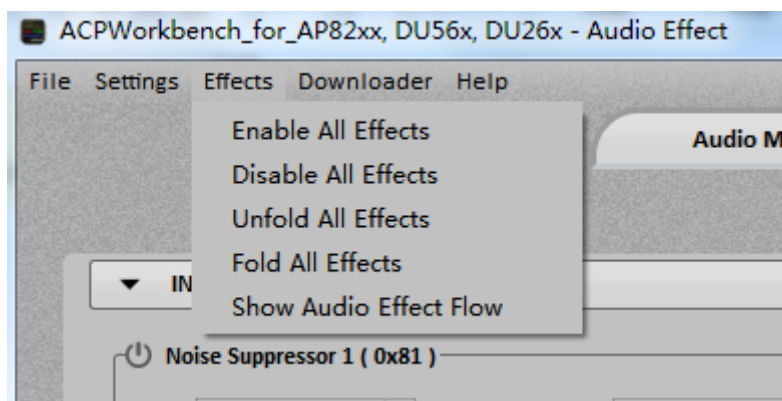 ACPWorkbench_for_AP82xx, DU56x, DU26x - Audio Effect
File Settings Effects Downloader Help
Enable All Effects
Audio M
Disable All Effects
Unfold All Effects
Fold All Effects
IN
Show Audio Effect Flow
Noise Suppressor 1 ( 0x81 )